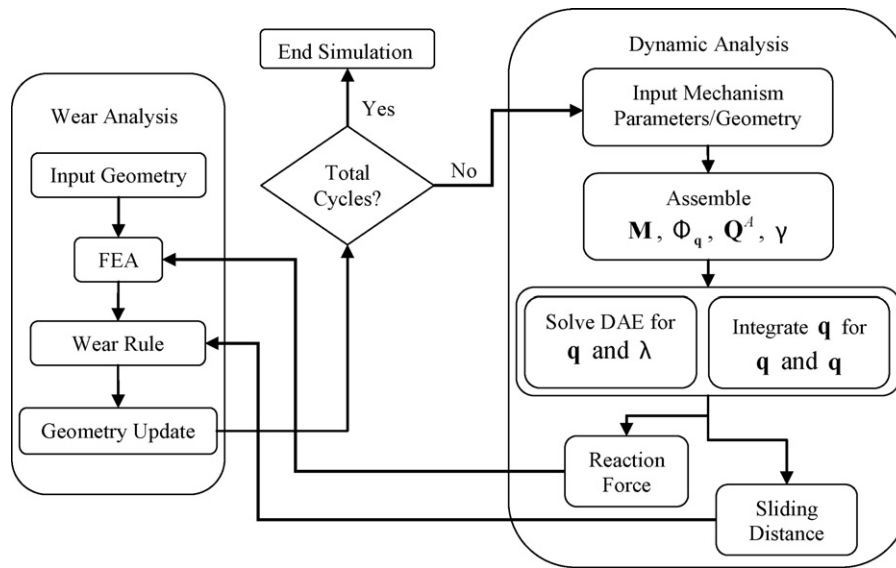 End Simulation
Yes
Total
Cycles?
No
Wear Analysis
Input Geometry
FEA
Wear Rule
Geometry Update
Dynamic Analysis
Input Mechanism
Parameters/Geometry
Assemble
M , Φq , Q^A , γ
Solve DAE for
q and λ
Integrate q for
q and q
Reaction
Force
Sliding
Distance